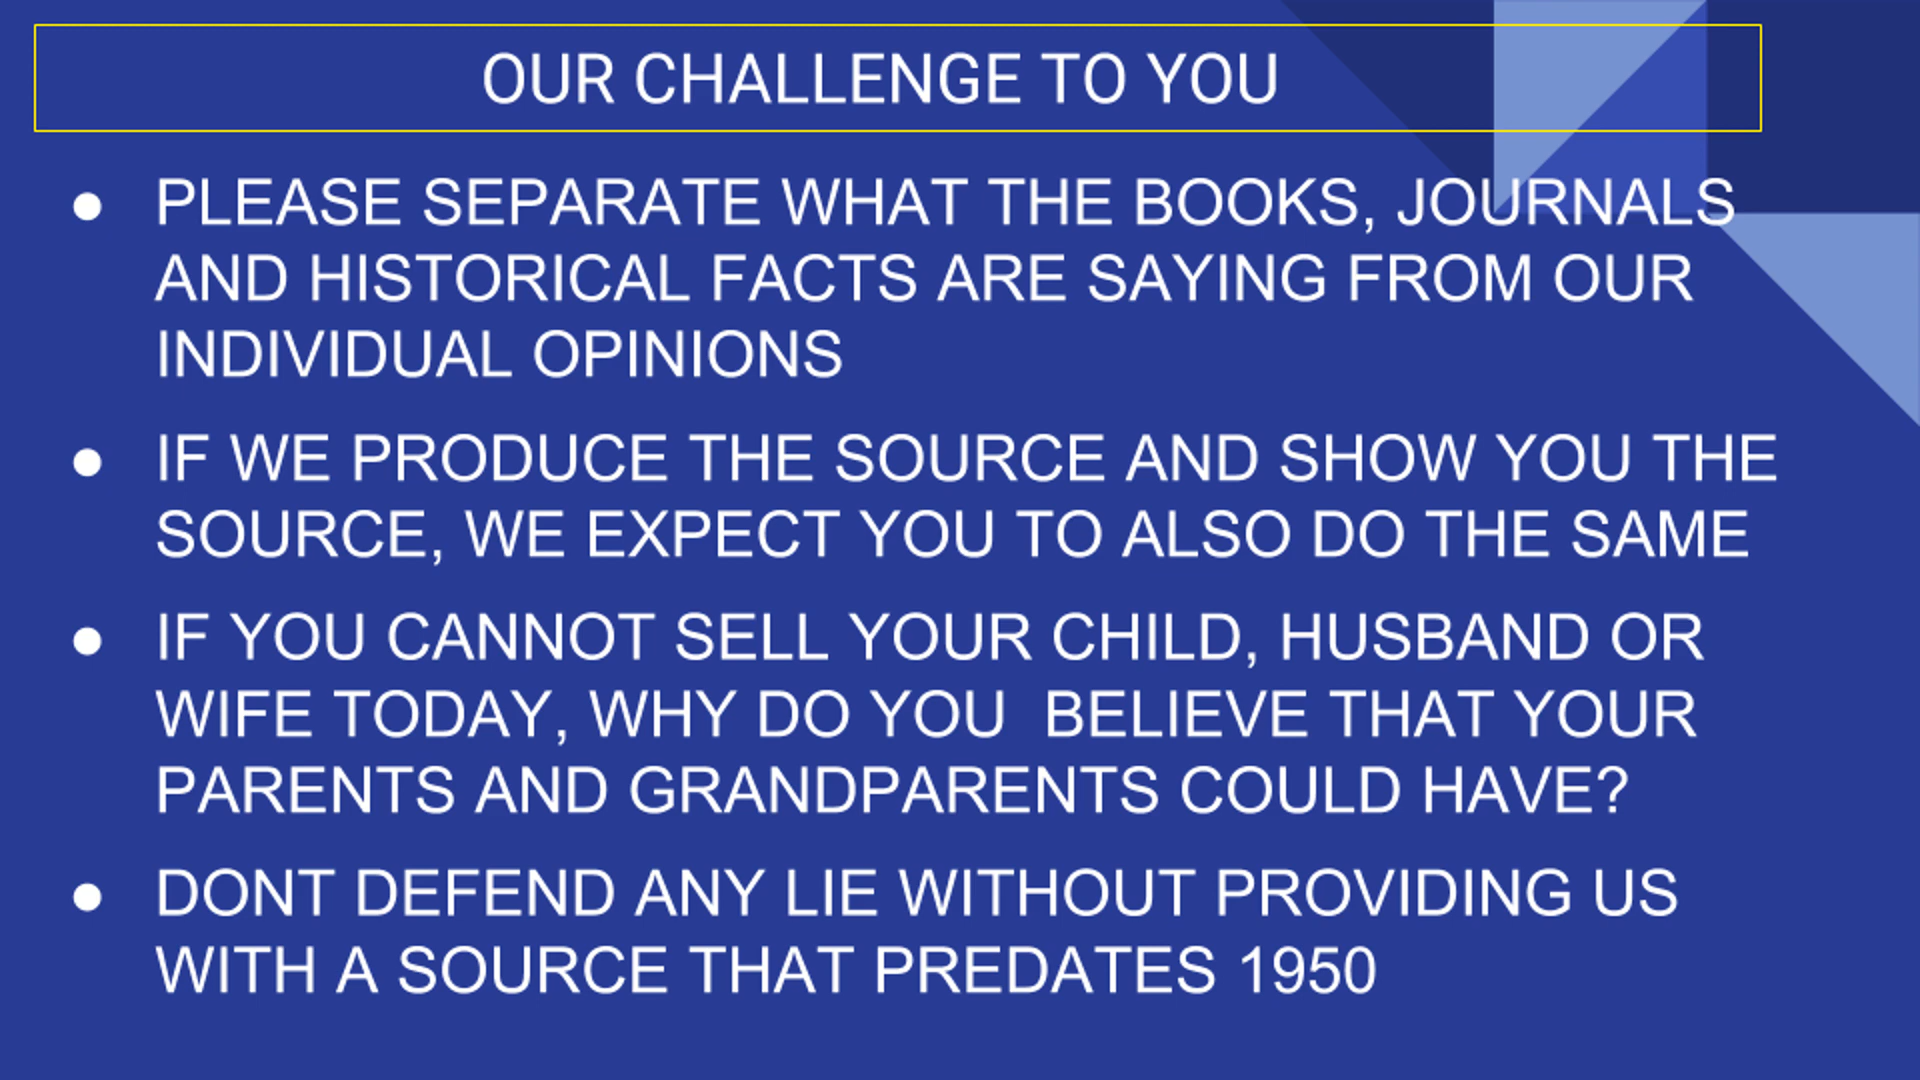 OUR CHALLENGE TO YOU
● PLEASE SEPARATE WHAT THE BOOKS, JOURNALS
AND HISTORICAL FACTS ARE SAYING FROM OUR
INDIVIDUAL OPINIONS
● IF WE PRODUCE THE SOURCE AND SHOW YOU THE
SOURCE, WE EXPECT YOU TO ALSO DO THE SAME
● IF YOU CANNOT SELL YOUR CHILD, HUSBAND OR
WIFE TODAY, WHY DO YOU  BELIEVE THAT YOUR
PARENTS AND GRANDPARENTS COULD HAVE?
● DONT DEFEND ANY LIE WITHOUT PROVIDING US
WITH A SOURCE THAT PREDATES 1950